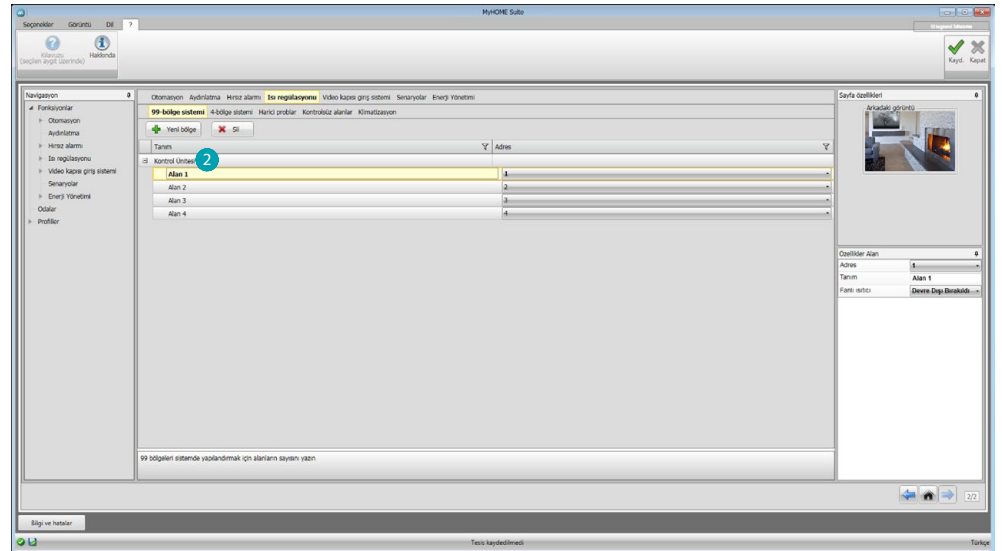 MyHOME Suite
Seçenekler Görüntü Dil ?
Kılavuzu
(seçilen aygıt üzerinde)
Hakkında
Kayd. Kapat
Navigasyon
Fonksiyonlar
Otomasyon
Aydınlatma
Hırsız alarmı
Isı regülasyonu
Video kapısı giriş sistemi
Senaryolar
Enerji Yönetimi
Odalar
Profiller
Otomasyon Aydınlatma Hırsız alarmı Isı regülasyonu Video kapısı giriş sistemi Senaryolar Enerji Yönetimi
99-bölge sistemi 4-bölge sistemi Harici problar Kontrolsüz alanlar Klimatizasyon
Yeni bölge Sil
Tanım Adres
Kontrol Ünitesi
2
Alan 1 1
Alan 2 2
Alan 3 3
Alan 4 4
99 bölgeleri sistemde yapılandırmak için alanların sayısını yazın
Sayfa özellikleri
Arkadaki görüntü
Özellikler Alan
Adres 1
Tanım Alan 1
Fanlı ısıtıcı Devre Dışı Bırakıldı
2/2
Bilgi ve hatalar
Tesis kaydedilmedi
Türkçe